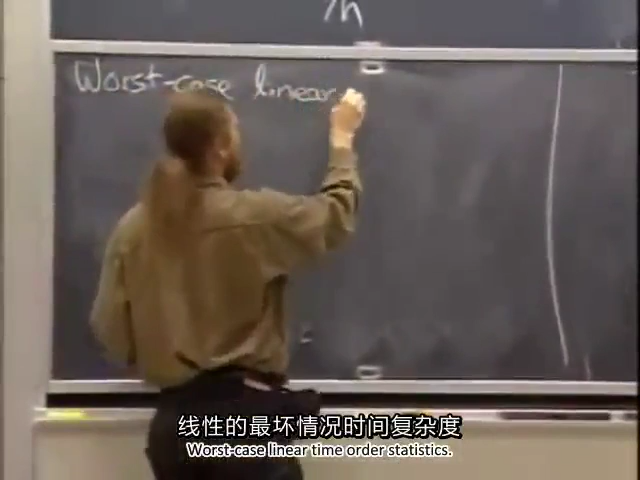 Worst-case linear
线性的最坏情况时间复杂度
Worst-case linear time order statistics.